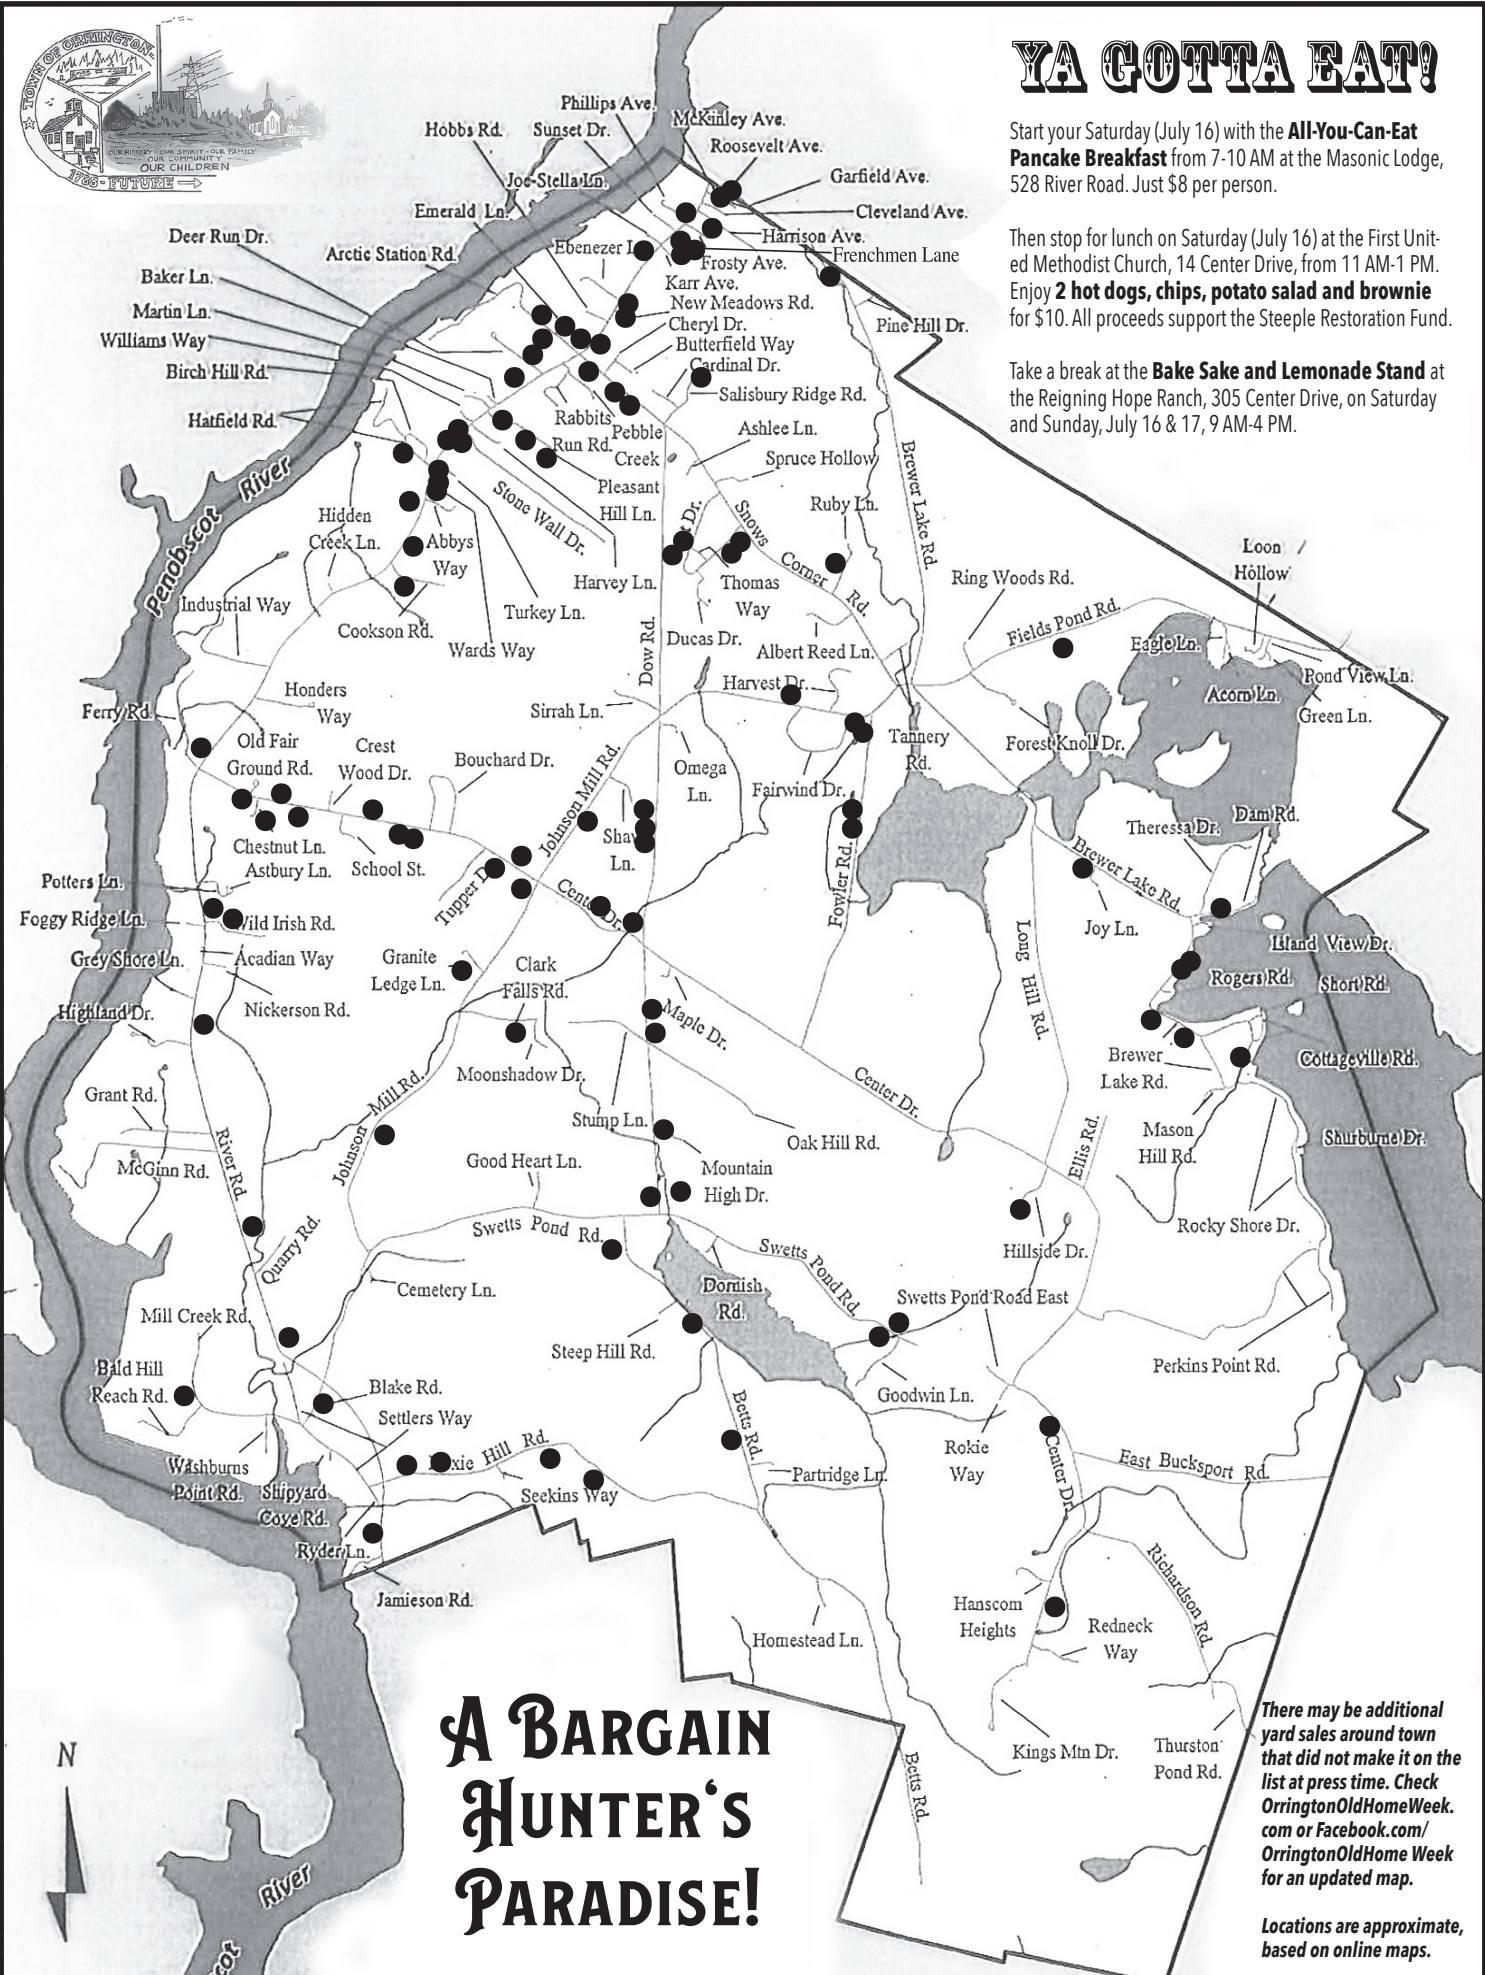 TOWN OF ORRINGTON
OUR HISTORY - OUR SPIRIT - OUR FAMILY
OUR COMMUNITY
OUR CHILDREN
1788 - FUTURE
YA GOTTA EAT!
Start your Saturday (July 16) with the All-You-Can-Eat
Pancake Breakfast from 7-10 AM at the Masonic Lodge,
528 River Road. Just $8 per person.
Then stop for lunch on Saturday (July 16) at the First Unit-
ed Methodist Church, 14 Center Drive, from 11 AM-1 PM.
Enjoy 2 hot dogs, chips, potato salad and brownie
for $10. All proceeds support the Steeple Restoration Fund.
Take a break at the Bake Sake and Lemonade Stand at
the Reigning Hope Ranch, 305 Center Drive, on Saturday
and Sunday, July 16 & 17, 9 AM-4 PM.
Phillips Ave.
McKinley Ave.
Hobbs Rd.
Sunset Dr.
Roosevelt Ave.
Joe-Stella Ln.
Garfield Ave.
Emerald Ln.
Cleveland Ave.
Deer Run Dr.
Harrison Ave.
Arctic Station Rd.
Ebenezer L
Frenchmen Lane
Frosty Ave.
Baker Ln.
Karr Ave.
New Meadows Rd.
Martin Ln.
Cheryl Dr.
Pine Hill Dr.
Williams Way
Butterfield Way
Birch Hill Rd.
Cardinal Dr.
Salisbury Ridge Rd.
Hatfield Rd.
Rabbits
Run Rd.
Pebble
Creek
Ashlee Ln.
Spruce Hollow
Brewer Lake Rd.
Penobscot River
Pleasant
Hill Ln.
Stone Wall Dr.
Ruby Ln.
Hidden
Creek Ln.
Abbys
Way
t Dr.
Snows
Corner
Rd.
Loon
Hollow
Harvey Ln.
Thomas
Way
Ring Woods Rd.
Industrial Way
Turkey Ln.
Cookson Rd.
Wards Way
Dow Rd.
Ducas Dr.
Albert Reed Ln.
Fields Pond Rd.
Eagle Ln.
Pond View Ln.
Acorn Ln.
Green Ln.
Harvest Dr.
Honders
Way
Sirrah Ln.
Ferry Rd.
Old Fair
Ground Rd.
Crest
Wood Dr.
Bouchard Dr.
Johnson Mill Rd.
Omega
Ln.
Tannery
Rd.
Forest Knoll Dr.
Fairwind Dr.
Chestnut Ln.
Astbury Ln.
School St.
Shaw
Ln.
Theressa Dr.
Dam Rd.
Potters Ln.
Tupper D
Center Dr.
Fowler Rd.
Brewer Lake Rd.
Joy Ln.
Foggy Ridge Ln.
Wild Irish Rd.
Island View Dr.
Grey Shore Ln.
Acadian Way
Granite
Ledge Ln.
Clark
Falls Rd.
Long Hill Rd.
Rogers Rd.
Short Rd.
Highland Dr.
Nickerson Rd.
Maple Dr.
Moonshadow Dr.
Center Dr.
Brewer
Lake Rd.
Cottageville Rd.
Grant Rd.
Johnson Mill Rd.
Stump Ln.
Oak Hill Rd.
Ellis Rd.
Mason
Hill Rd.
Shurburne Dr.
McGinn Rd.
River Rd.
Good Heart Ln.
Mountain
High Dr.
Rocky Shore Dr.
Quarry Rd.
Swetts Pond Rd.
Swetts Pond Rd.
Hillside Dr.
Cemetery Ln.
Dornish
Rd.
Swetts Pond Road East
Mill Creek Rd.
Steep Hill Rd.
Perkins Point Rd.
Bald Hill
Reach Rd.
Blake Rd.
Goodwin Ln.
Settlers Way
Betts Rd.
Rokie
Way
Center Dr.
East Bucksport Rd.
xie Hill Rd.
Washburns
Point Rd.
Shipyard
Cove Rd.
Seekins Way
Partridge Ln.
Ryder Ln.
Jamieson Rd.
Richardson Rd.
Hanscom
Heights
Redneck
Way
Homestead Ln.
Kings Mtn Dr.
Thurston
Pond Rd.
Betts Rd.
A BARGAIN
HUNTER'S
PARADISE!
N
River
cot
There may be additional
yard sales around town
that did not make it on the
list at press time. Check
OrringtonOldHomeWeek.
com or Facebook.com/
OrringtonOldHome Week
for an updated map.
Locations are approximate,
based on online maps.